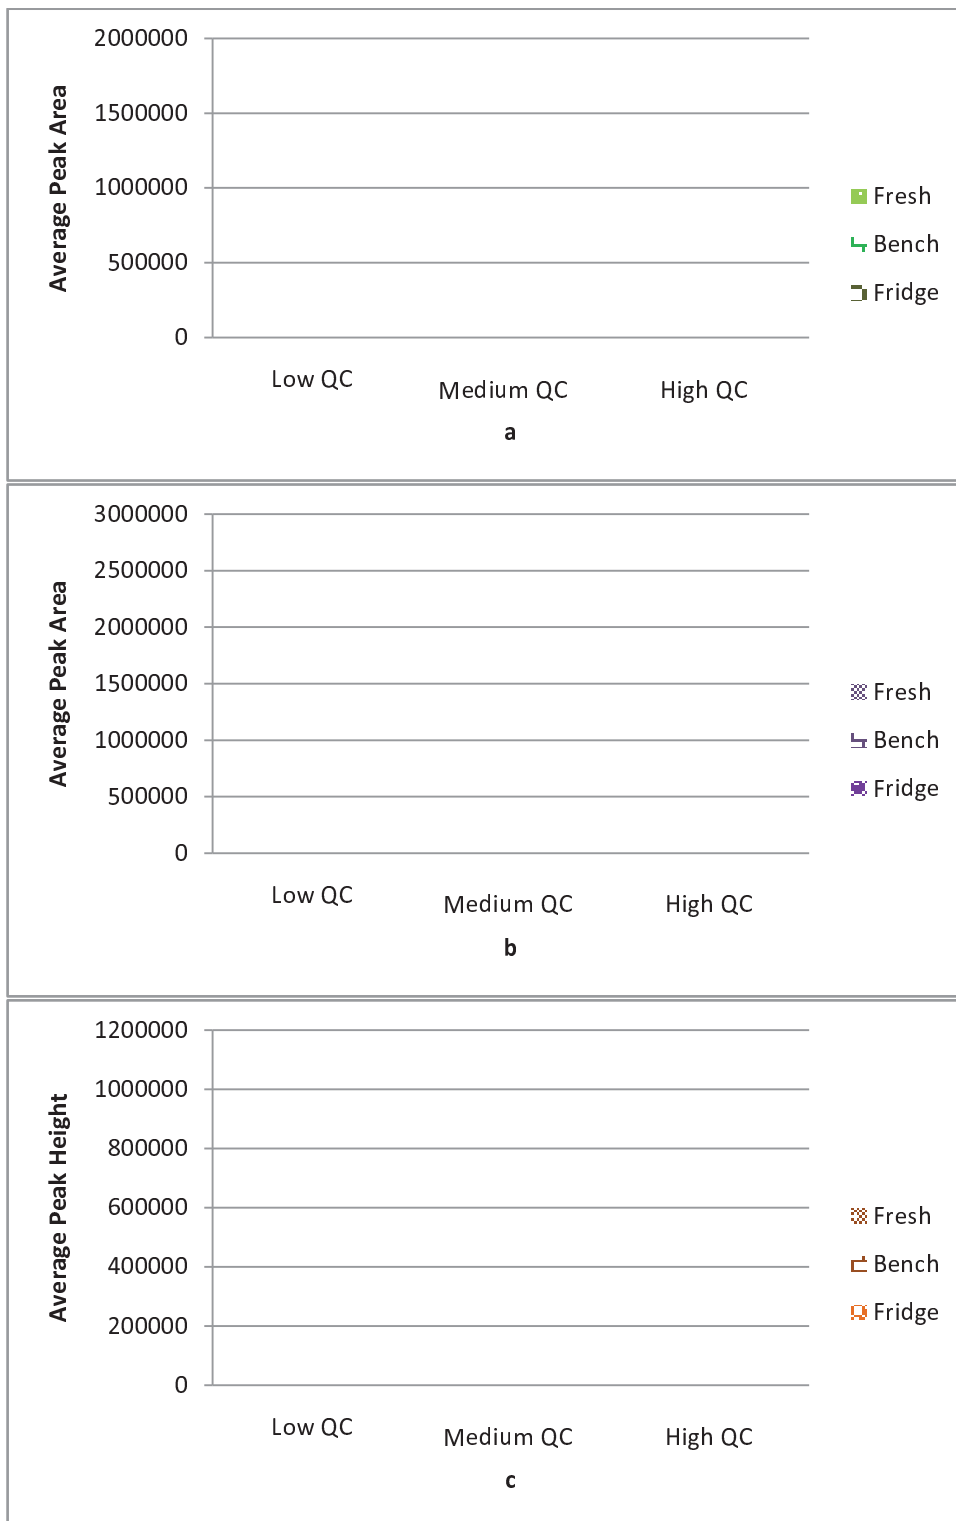 2000000
1500000
1000000
500000
0
Average Peak Area
Low QC
Medium QC
High QC
Fresh
Bench
Fridge
a
3000000
2500000
2000000
1500000
1000000
500000
0
Average Peak Area
Low QC
Medium QC
High QC
Fresh
Bench
Fridge
b
1200000
1000000
800000
600000
400000
200000
0
Average Peak Height
Low QC
Medium QC
High QC
Fresh
Bench
Fridge
c